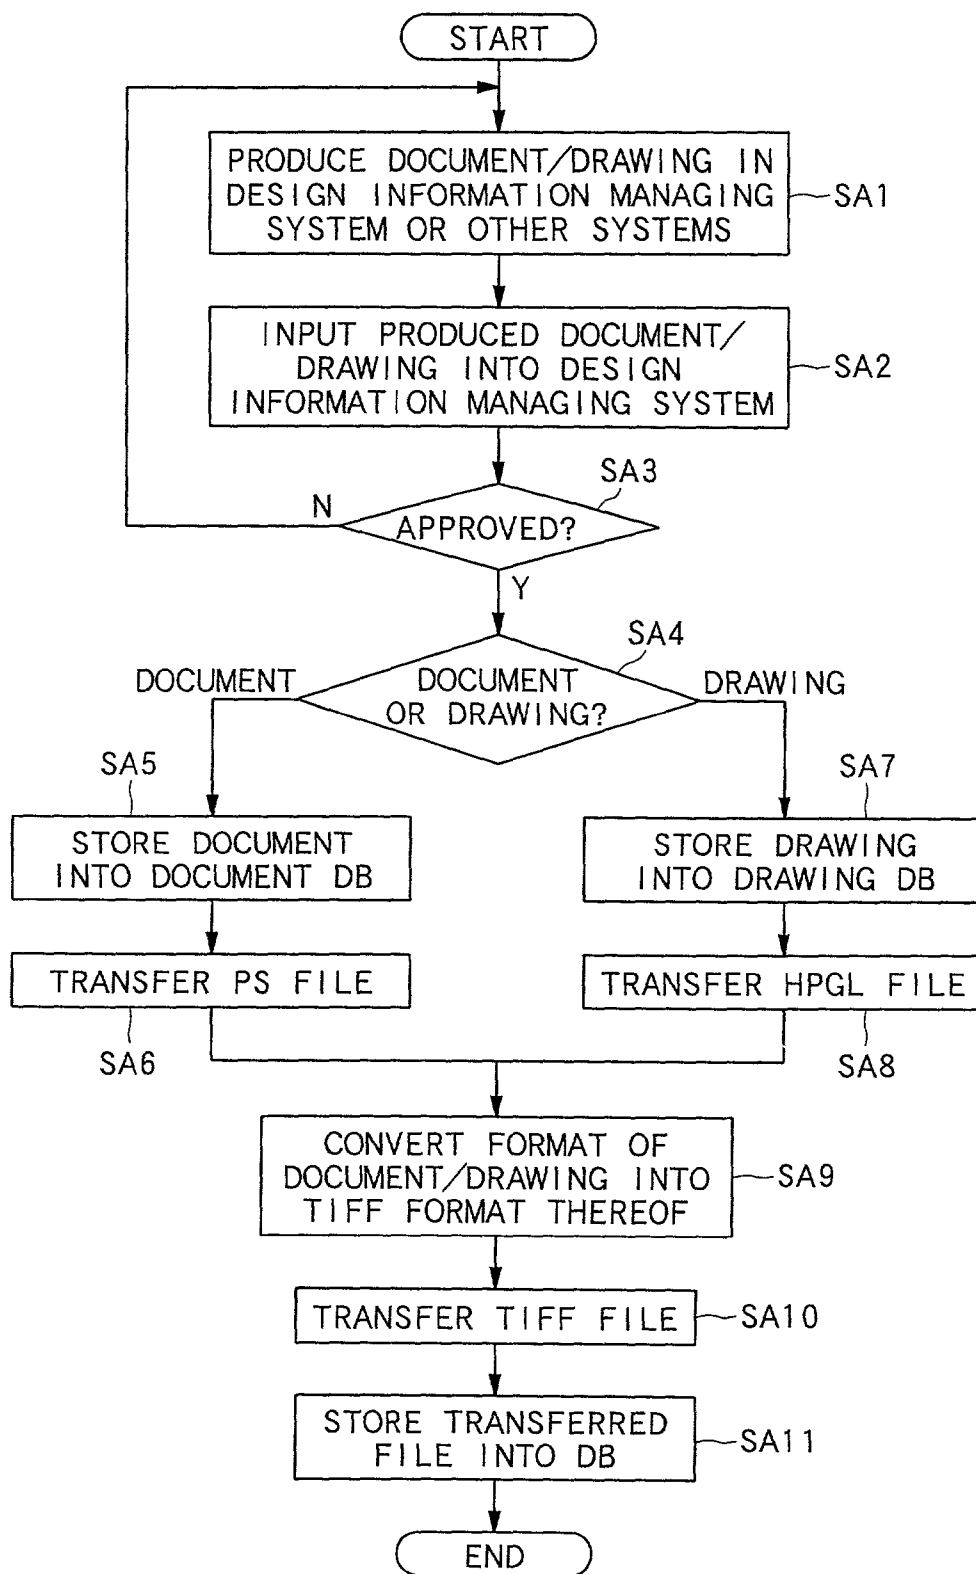 START
PRODUCE DOCUMENT/DRAWING IN
DESIGN INFORMATION MANAGING
SYSTEM OR OTHER SYSTEMS
SA1
INPUT PRODUCED DOCUMENT/
DRAWING INTO DESIGN
INFORMATION MANAGING SYSTEM
SA2
SA3
N
APPROVED?
Y
SA4
DOCUMENT
DOCUMENT
OR DRAWING?
DRAWING
SA5
STORE DOCUMENT
INTO DOCUMENT DB
TRANSFER PS FILE
SA6
SA7
STORE DRAWING
INTO DRAWING DB
TRANSFER HPGL FILE
SA8
CONVERT FORMAT OF
DOCUMENT/DRAWING INTO
TIFF FORMAT THEREOF
SA9
TRANSFER TIFF FILE
SA10
STORE TRANSFERRED
FILE INTO DB
SA11
END